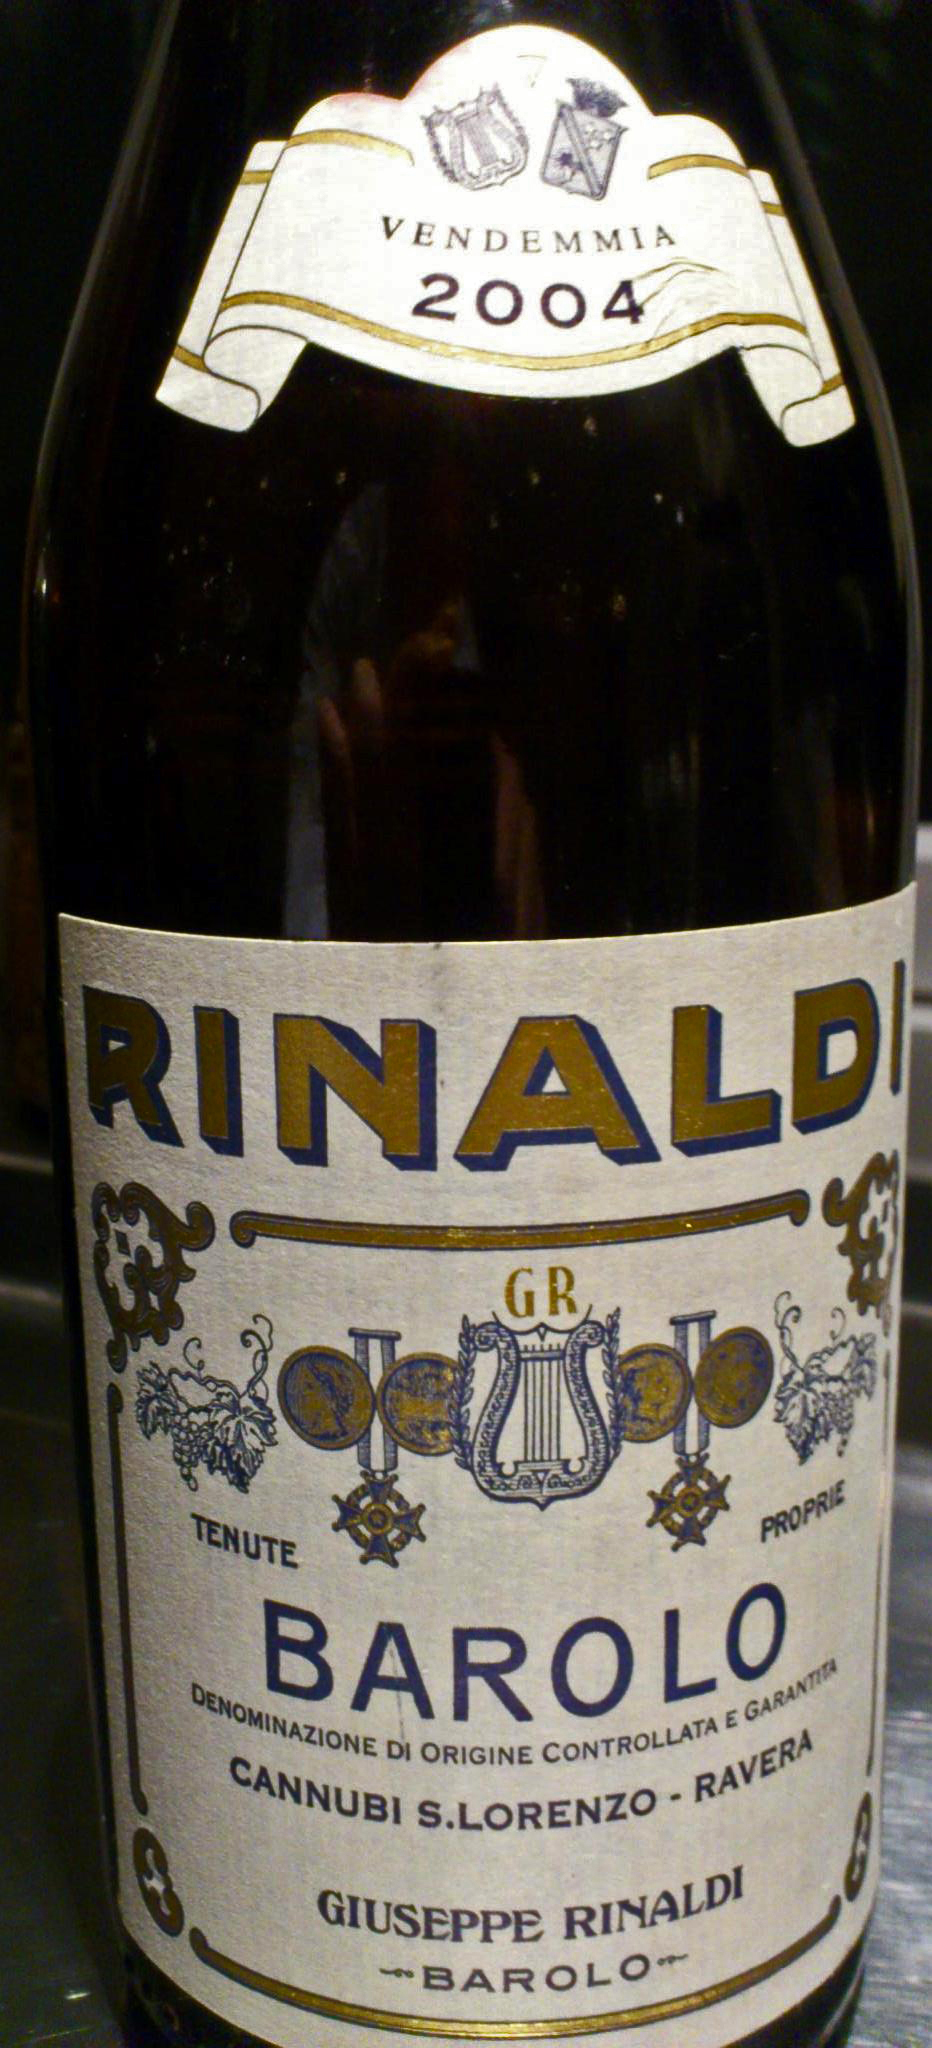 VENDEMMIA
2004
RINALDI
GR
TENUTE PROPRIE
BAROLO
DENOMINAZIONE DI ORIGINE CONTROLLATA E GARANTITA
CANNUBI S.LORENZO - RAVERA
GIUSEPPE RINALDI
BAROLO